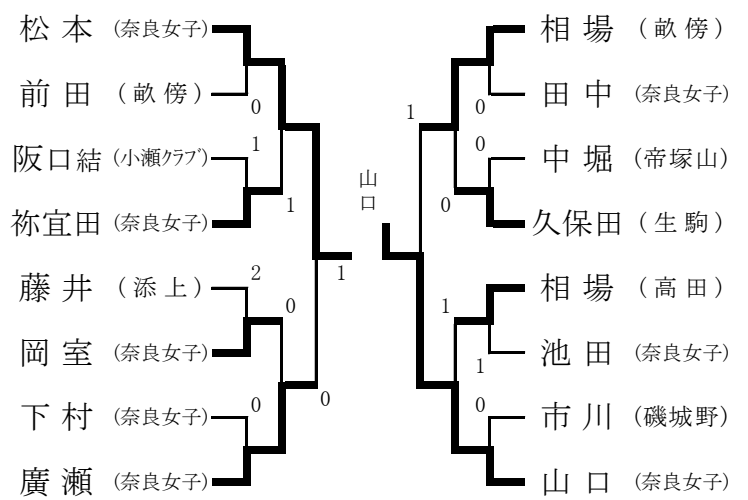 松本 (奈良女子)
前田 (畝傍)
0
1
阪口結 (小瀬クラブ)
祢宜田 (奈良女子)
1
藤井 (添上)
2
0
岡室 (奈良女子)
下村 (奈良女子)
0
0
廣瀬 (奈良女子)
1
山口
相場 (畝傍)
田中 (奈良女子)
0
1
0
中堀 (帝塚山)
久保田 (生駒)
0
相場 (高田)
1
池田 (奈良女子)
1
市川 (磯城野)
0
山口 (奈良女子)